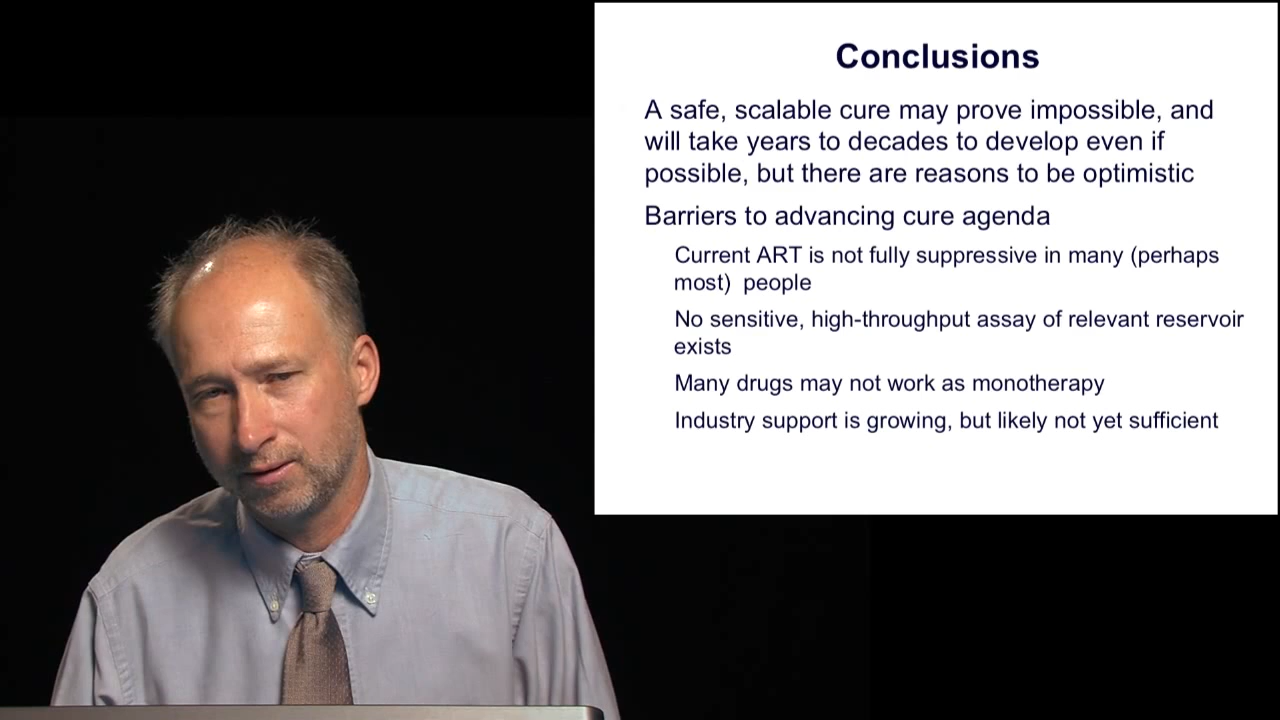 Conclusions
A safe, scalable cure may prove impossible, and
will take years to decades to develop even if
possible, but there are reasons to be optimistic
Barriers to advancing cure agenda
Current ART is not fully suppressive in many (perhaps
most)  people
No sensitive, high-throughput assay of relevant reservoir
exists
Many drugs may not work as monotherapy
Industry support is growing, but likely not yet sufficient